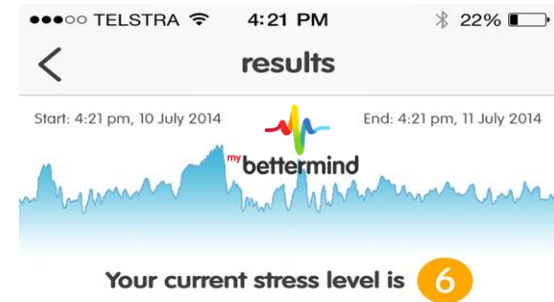 TELSTRA 4:21 PM 22%
results
Start: 4:21 pm, 10 July 2014 End: 4:21 pm, 11 July 2014
my bettermind
Your current stress level is 6